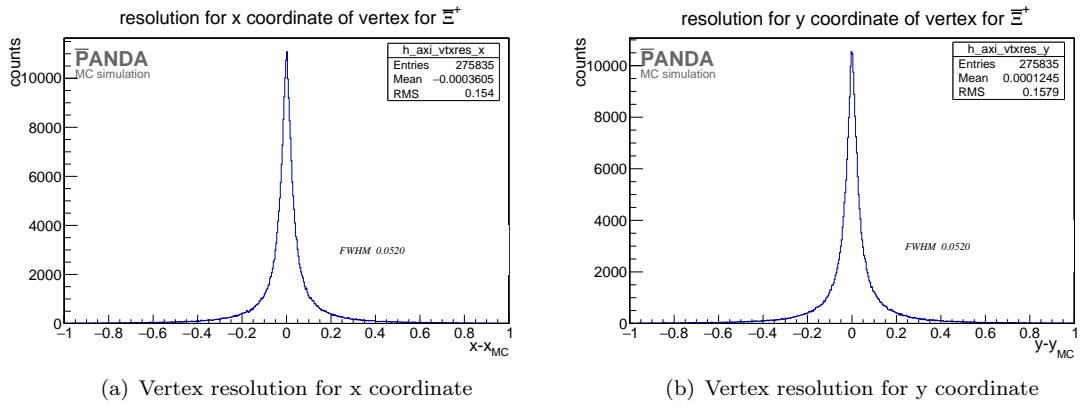 resolution for x coordinate of vertex for Ξ̅⁺
counts
P̅ANDA
MC simulation
h_axi_vtxres_x
Entries 275835
Mean −0.0003605
RMS 0.154
10000
8000
6000
4000
2000
0
FWHM 0.0520
−1 −0.8 −0.6 −0.4 −0.2 0 0.2 0.4 0.6 0.8 1
x-x_MC
(a) Vertex resolution for x coordinate
resolution for y coordinate of vertex for Ξ̅⁺
counts
P̅ANDA
MC simulation
h_axi_vtxres_y
Entries 275835
Mean 0.0001245
RMS 0.1579
10000
8000
6000
4000
2000
0
FWHM 0.0520
−1 −0.8 −0.6 −0.4 −0.2 0 0.2 0.4 0.6 0.8 1
y-y_MC
(b) Vertex resolution for y coordinate